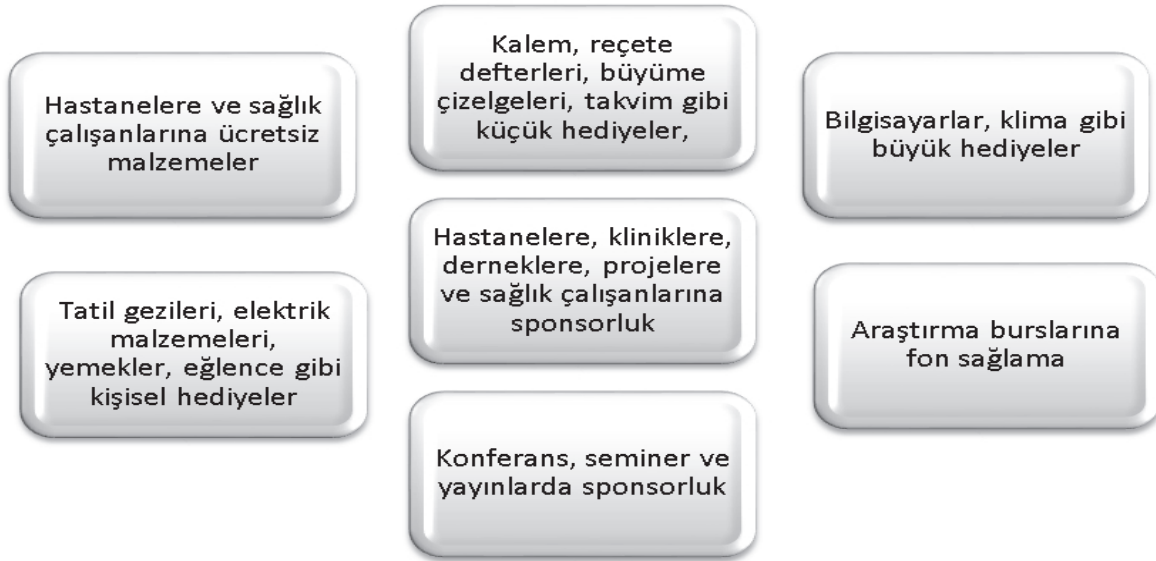 Hastanelere ve sağlık
çalışanlarına ücretsiz
malzemeler
Kalem, reçete
defterleri, büyüme
çizelgeleri, takvim gibi
küçük hediyeler,
Bilgisayarlar, klima gibi
büyük hediyeler
Tatil gezileri, elektrik
malzemeleri,
yemekler, eğlence gibi
kişisel hediyeler
Hastanelere, kliniklere,
derneklere, projelere
ve sağlık çalışanlarına
sponsorluk
Araştırma burslarına
fon sağlama
Konferans, seminer ve
yayınlarda sponsorluk